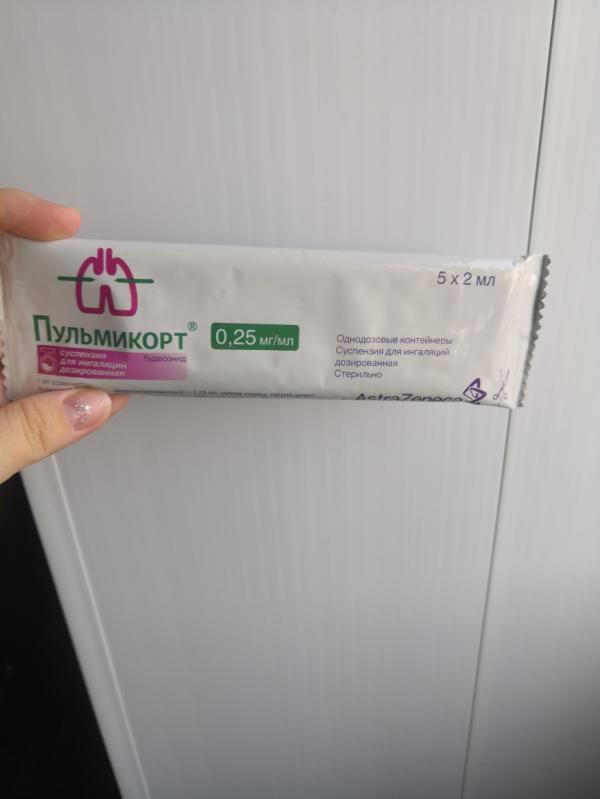 5 x 2 мл
Пульмикорт®
0,25 мг/мл
суспензия
для ингаляций
дозированная
будесонид
Однодозовые контейнеры
Суспензия для ингаляций
дозированная
Стерильно
AstraZeneca